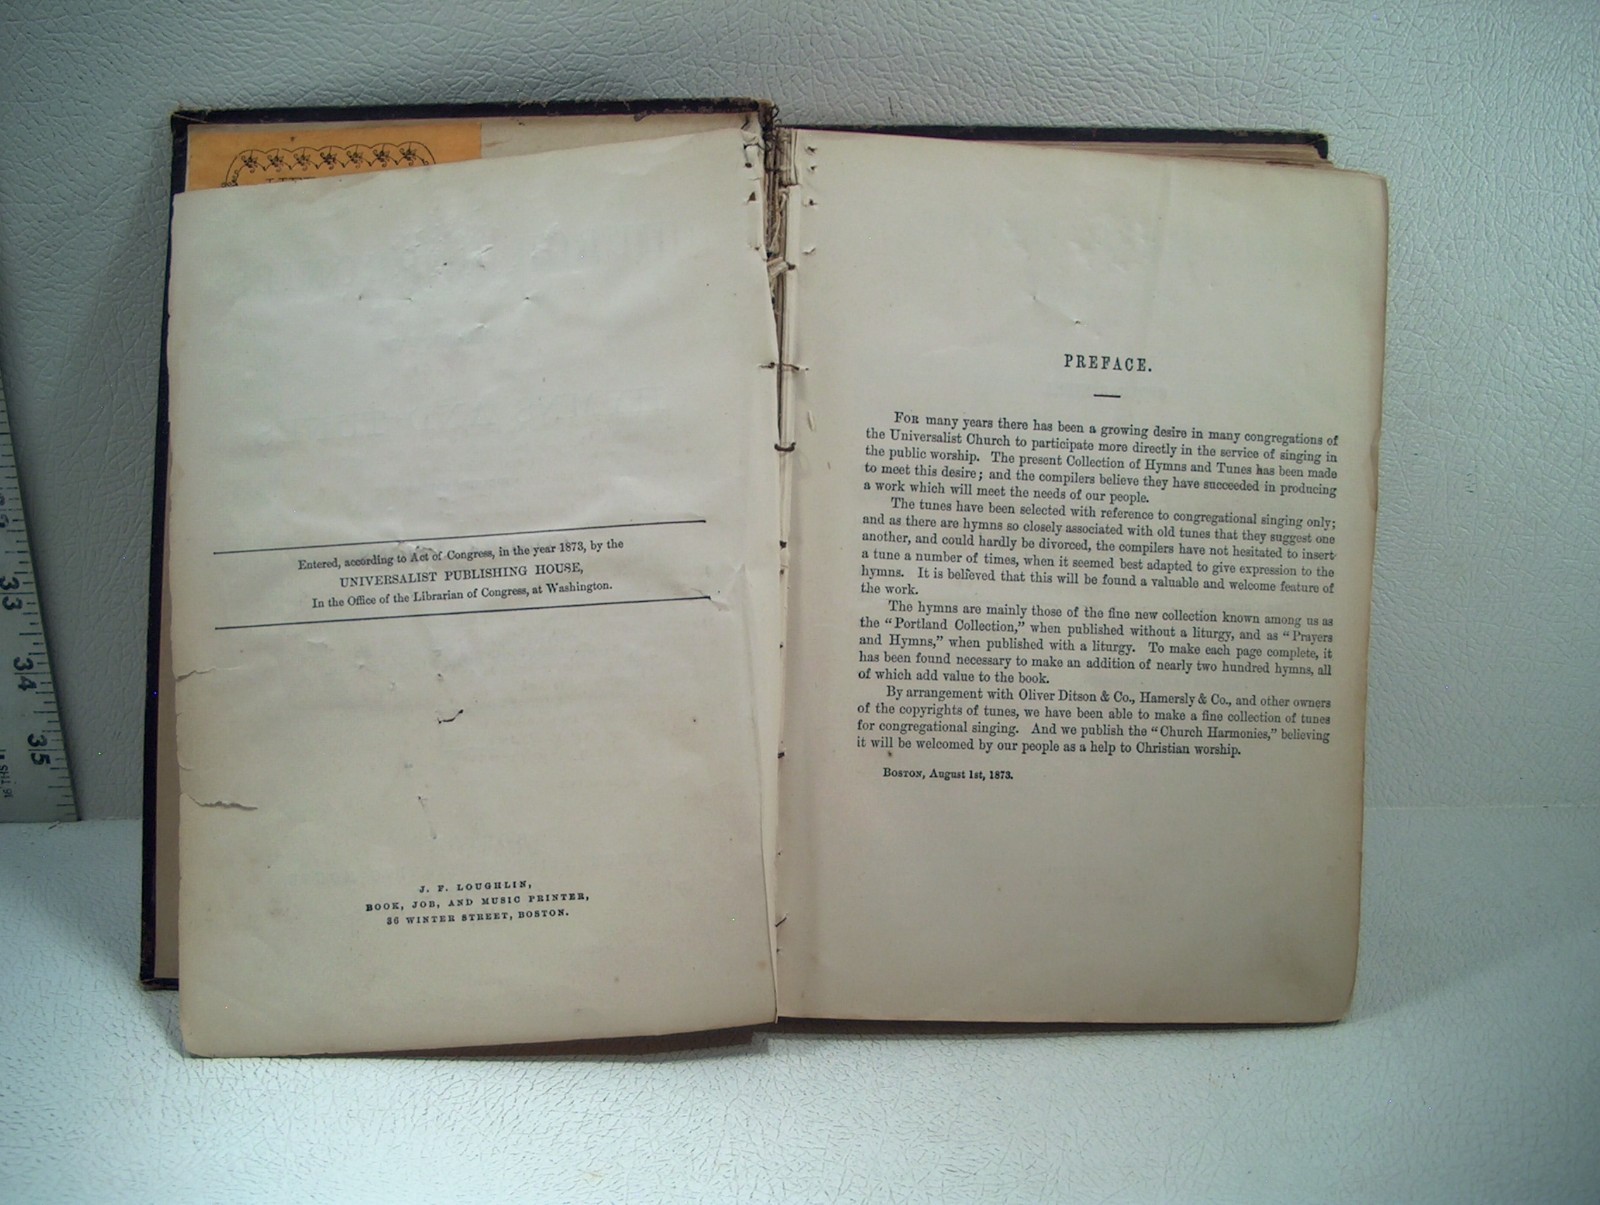 Entered, according to Act of Congress, in the year 1873, by the
UNIVERSALIST PUBLISHING HOUSE,
In the Office of the Librarian of Congress, at Washington.
J. F. LOUGHLIN,
BOOK, JOB, AND MUSIC PRINTER,
36 WINTER STREET, BOSTON.
PREFACE.
FOR many years there has been a growing desire in many congregations of
the Universalist Church to participate more directly in the service of singing in
the public worship. The present Collection of Hymns and Tunes has been made
to meet this desire; and the compilers believe they have succeeded in producing
a work which will meet the needs of our people.
The tunes have been selected with reference to congregational singing only;
and as there are hymns so closely associated with old tunes that they suggest one
another, and could hardly be divorced, the compilers have not hesitated to insert
a tune a number of times, when it seemed best adapted to give expression to the
hymns. It is believed that this will be found a valuable and welcome feature of
the work.
The hymns are mainly those of the fine new collection known among us as
the "Portland Collection," when published without a liturgy, and as "Prayers
and Hymns," when published with a liturgy. To make each page complete, it
has been found necessary to make an addition of nearly two hundred hymns, all
of which add value to the book.
By arrangement with Oliver Ditson & Co., Hamersly & Co., and other owners
of the copyrights of tunes, we have been able to make a fine collection of tunes
for congregational singing. And we publish the "Church Harmonies," believing
it will be welcomed by our people as a help to Christian worship.
BOSTON, August 1st, 1873.
33
34
35